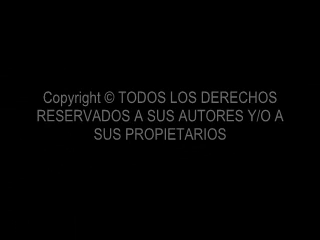 Copyright © TODOS LOS DERECHOS
RESERVADOS A SUS AUTORES Y/O A
SUS PROPIETARIOS